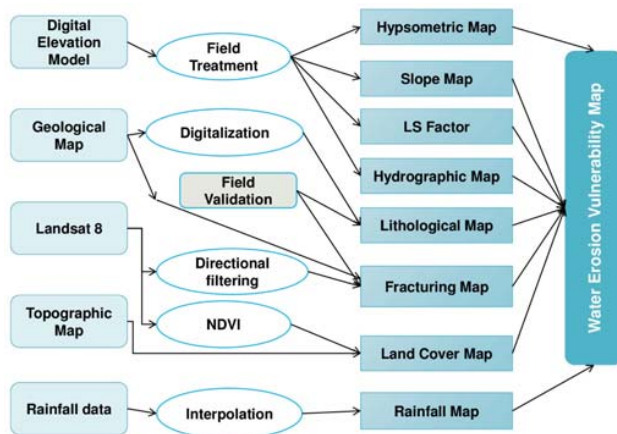 Digital
Elevation
Model
Field
Treatment
Hypsometric Map
Slope Map
Geological
Map
Digitalization
LS Factor
Field
Validation
Hydrographic Map
Lithological Map
Landsat 8
Directional
filtering
Fracturing Map
Topographic
Map
NDVI
Land Cover Map
Rainfall data
Interpolation
Rainfall Map
Water Erosion Vulnerability Map